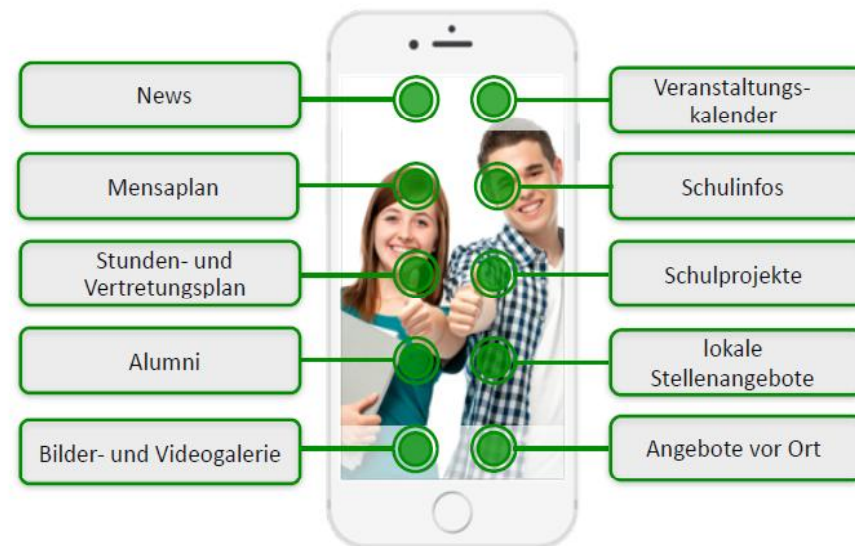 News
Mensaplan
Stunden- und
Vertretungsplan
Alumni
Bilder- und Videogalerie
Veranstaltungs-
kalender
Schulinfos
Schulprojekte
lokale
Stellenangebote
Angebote vor Ort